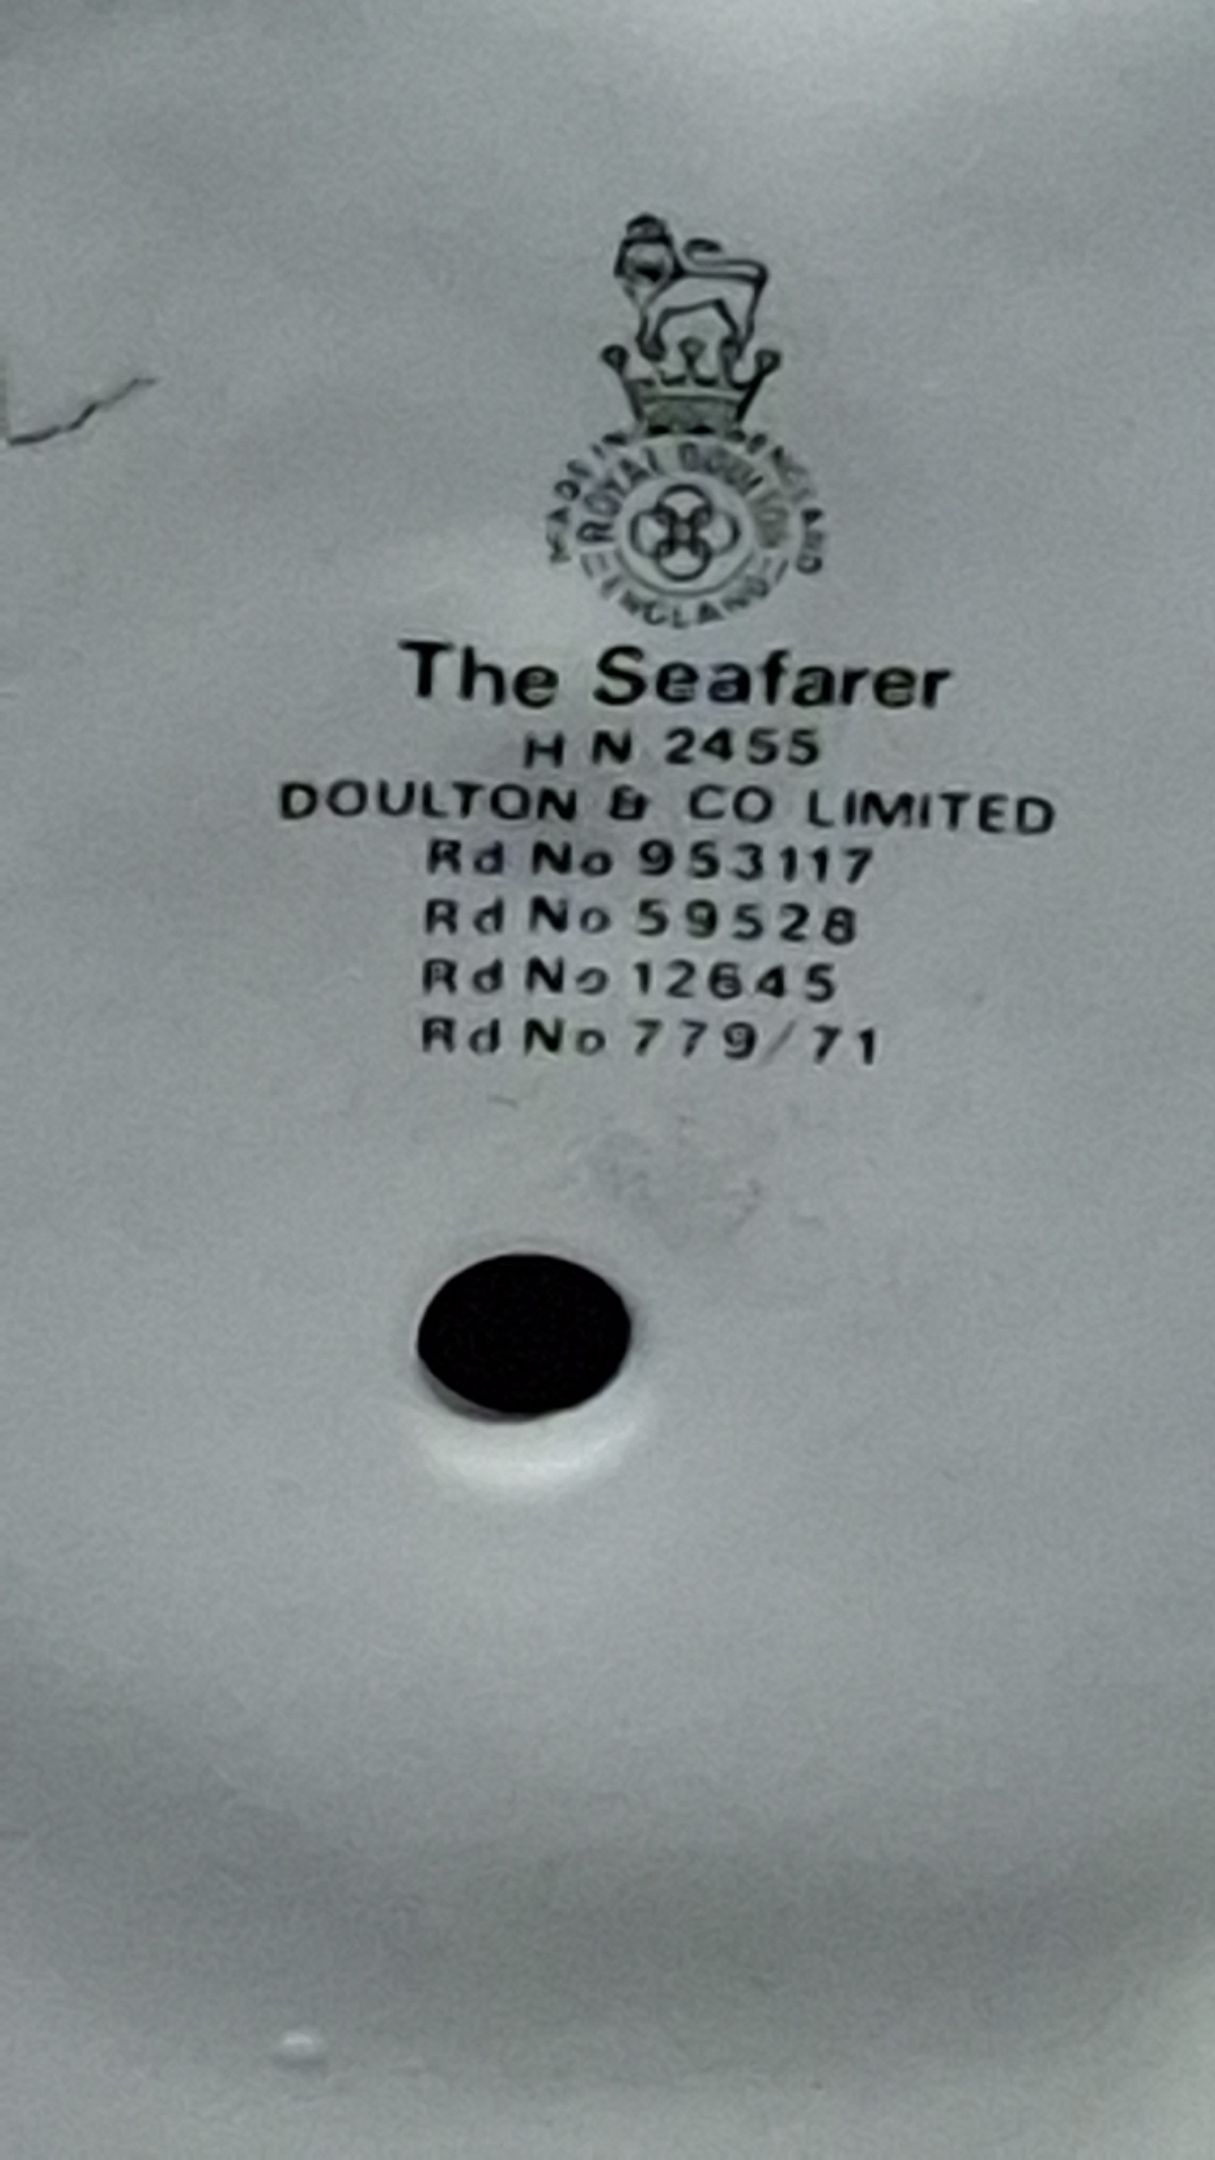 MADE IN ENGLAND
ROYAL DOULTON
ENGLAND
The Seafarer
HN 2455
DOULTON & CO LIMITED
Rd No 953117
Rd No 59528
Rd No 12645
Rd No 779/71